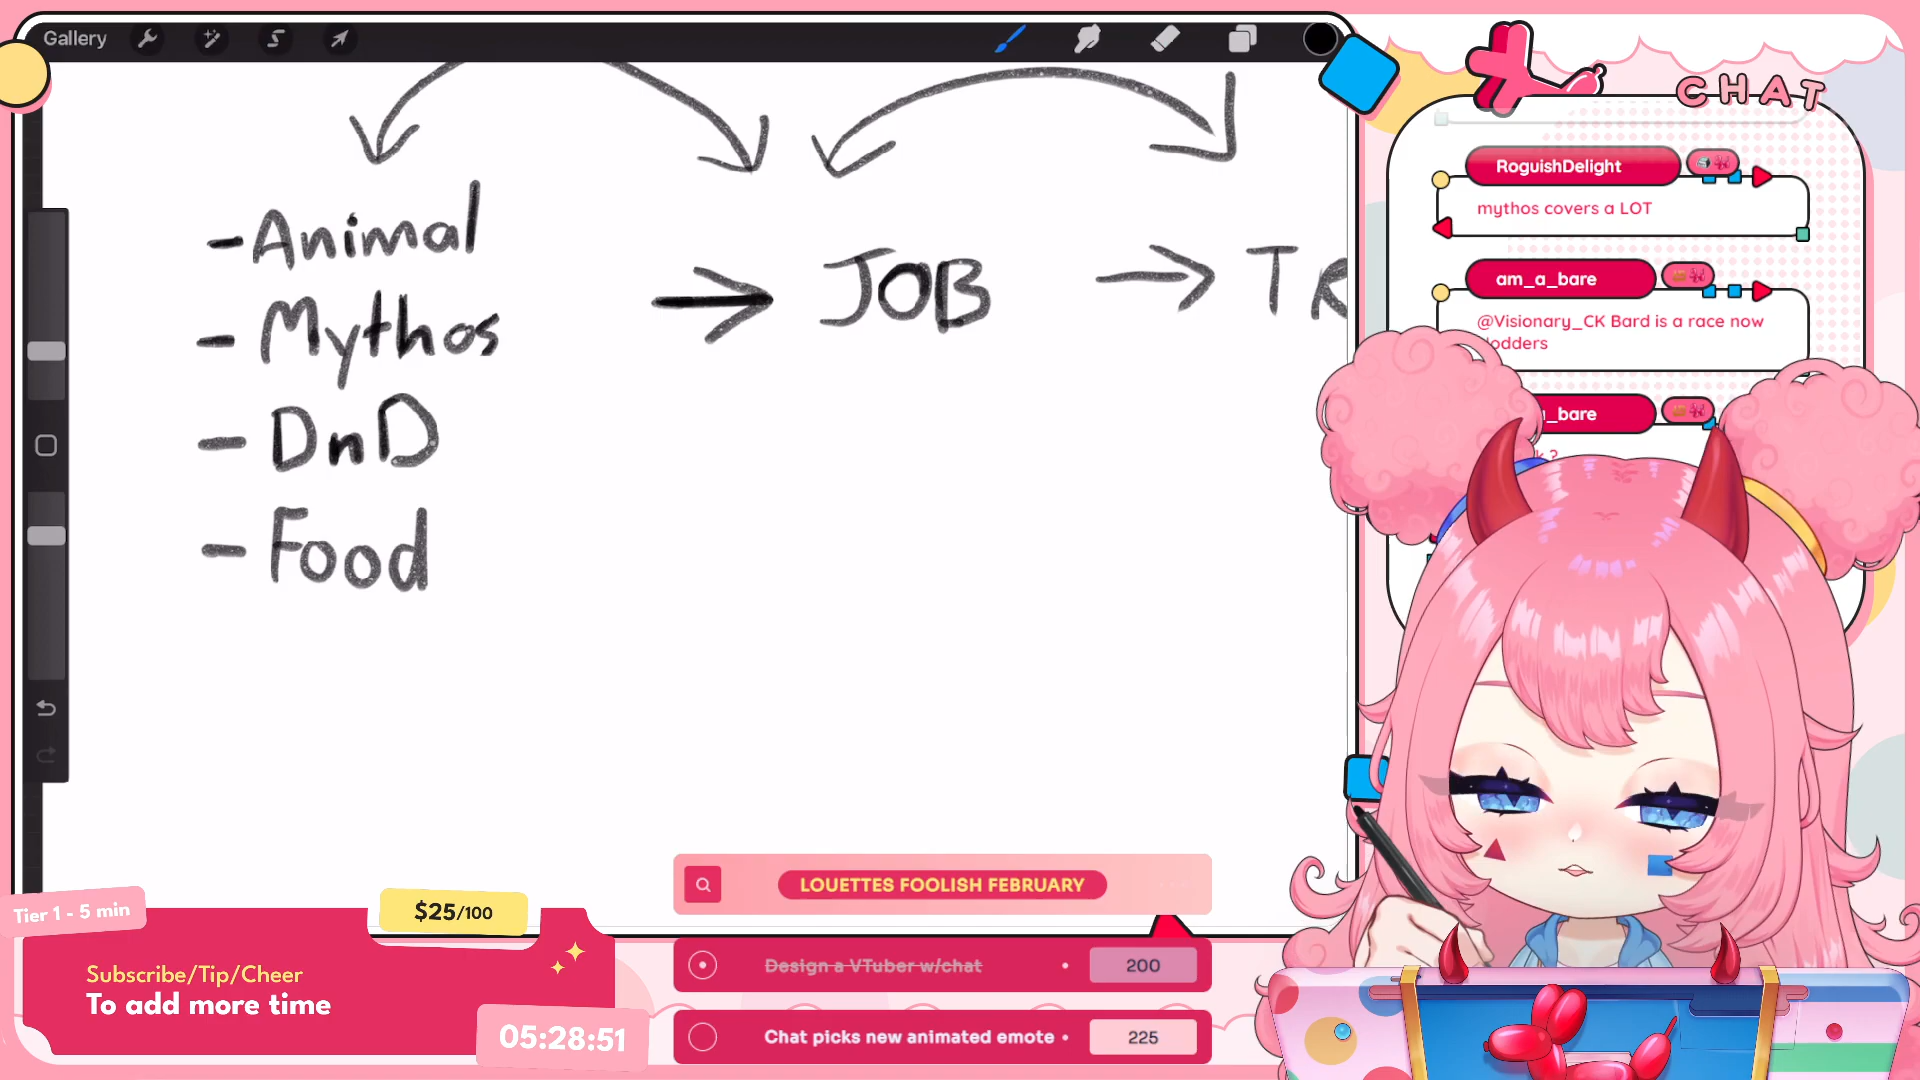 Gallery
- Animal
- Mythos
- DnD
- Food
→ JOB → TR
CHAT
RoguishDelight
mythos covers a LOT
am_a_bare
@Visionary_CK Bard is a race now
_bare
LOUETTES FOOLISH FEBRUARY
Design a VTuber w/chat • 200
Chat picks new animated emote • 225
Tier 1 - 5 min
$25/100
Subscribe/Tip/Cheer
To add more time
05:28:51